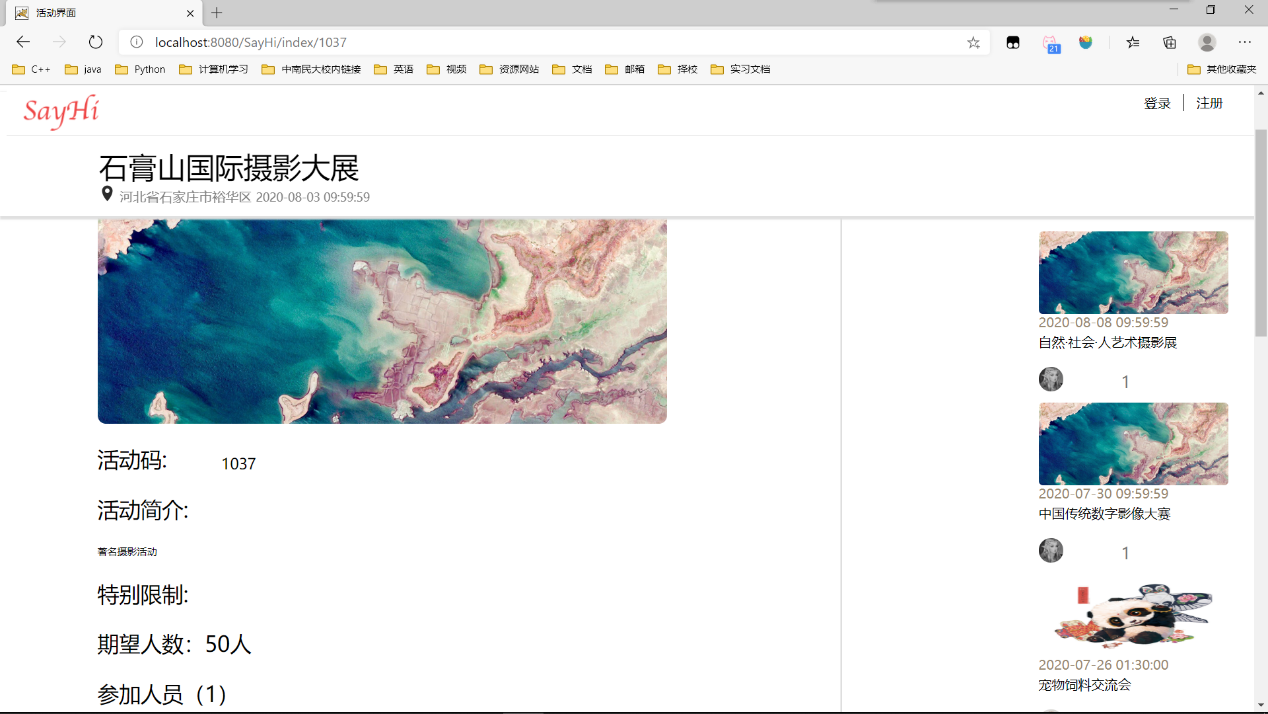 活动界面
localhost:8080/SayHi/index/1037
21
C++ java Python 计算机学习 中南民大校内链接 英语 视频 资源网站 文档 邮箱 择校 实习文档 其他收藏夹
SayHi
登录 注册
石膏山国际摄影大展
河北省石家庄市裕华区 2020-08-03 09:59:59
活动码: 1037
活动简介:
著名摄影活动
特别限制:
期望人数：50人
参加人员（1）
2020-08-08 09:59:59
自然·社会·人艺术摄影展
1
2020-07-30 09:59:59
中国传统数字影像大赛
1
2020-07-26 01:30:00
宠物饲料交流会